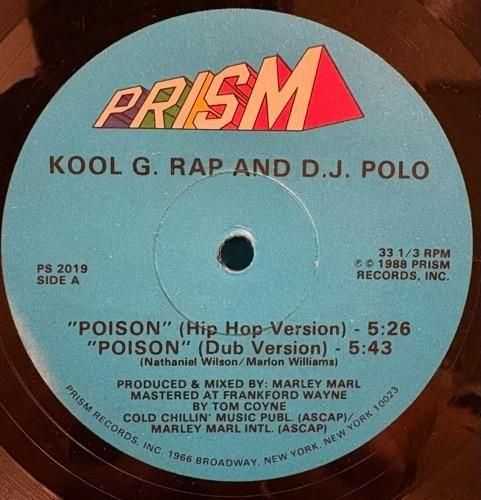 PRISM
KOOL G. RAP AND D.J. POLO
PS 2019
SIDE A
33 1/3 RPM
℗ © 1988 PRISM
RECORDS, INC.
"POISON" (Hip Hop Version) - 5:26
"POISON" (Dub Version) - 5:43
(Nathaniel Wilson/Marlon Williams)
PRODUCED & MIXED BY: MARLEY MARL
MASTERED AT FRANKFORD WAYNE
BY TOM COYNE
COLD CHILLIN' MUSIC PUBL. (ASCAP)/
MARLEY MARL INTL. (ASCAP)
PRISM RECORDS, INC. 1966 BROADWAY, NEW YORK, NEW YORK 10023